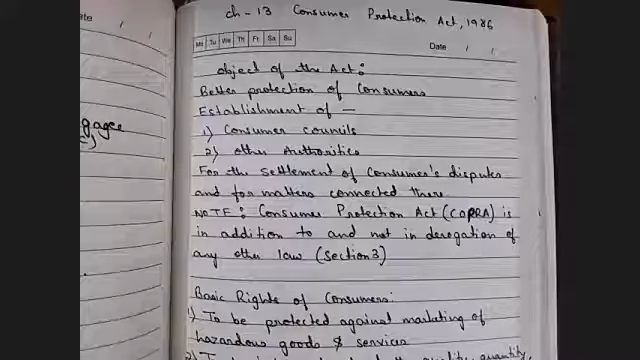 ch - 13 Consumer Protection Act, 1986
Mo Tu We Th Fr Sa Su
Date / /
object of the Act:
Better protection of Consumers
Establishment of —
1) Consumer councils
2) other Authorities
For the settlement of Consumer's disputes
and for matters connected there
NOTE: Consumer Protection Act (COPRA) is
in addition to and not in derogation of
any other law (section 3)
Basic Rights of Consumers:
1) To be protected against marketing of
hazardous goods & services
2) quality, quantity,